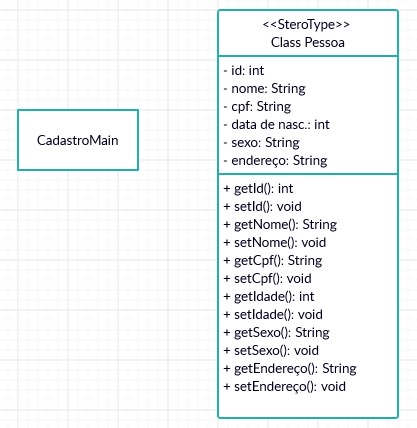 CadastroMain
<<SteroType>>
Class Pessoa
- id: int
- nome: String
- cpf: String
- data de nasc.: int
- sexo: String
- endereço: String
+ getId(): int
+ setId(): void
+ getNome(): String
+ setNome(): void
+ getCpf(): String
+ setCpf(): void
+ getIdade(): int
+ setIdade(): void
+ getSexo(): String
+ setSexo(): void
+ getEndereço(): String
+ setEndereço(): void